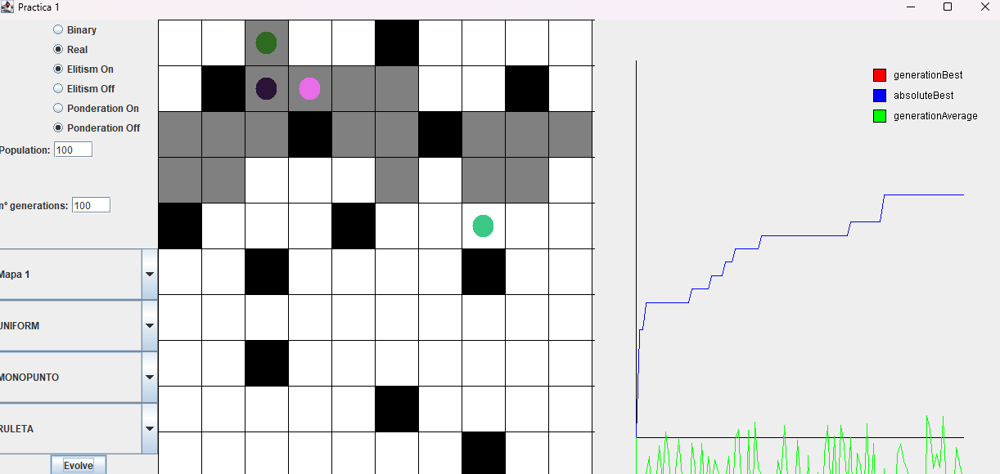 Practica 1
Binary
Real
Elitism On
Elitism Off
Ponderation On
Ponderation Off
Population: 100
nº generations: 100
Mapa 1
UNIFORM
MONOPUNTO
RULETA
Evolve
generationBest
absoluteBest
generationAverage